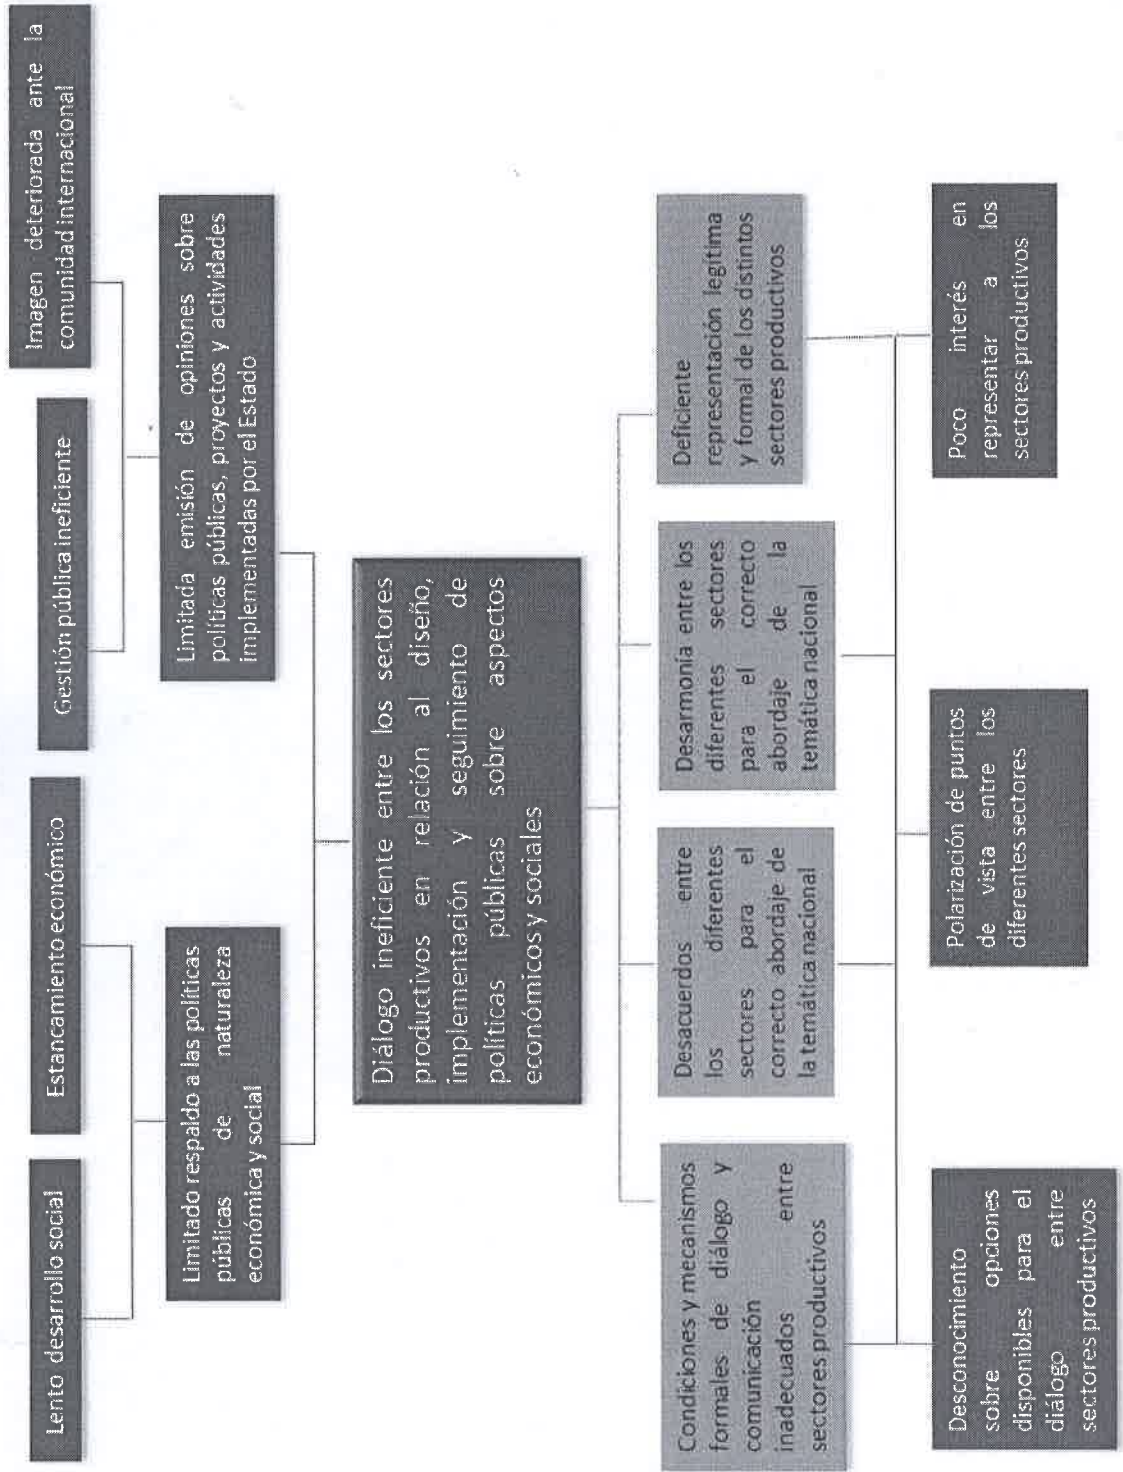 Lento desarrollo social
Estancamiento económico
Gestión pública ineficiente
Imagen deteriorada ante la
comunidad internacional
Limitado respaldo a las políticas
públicas de naturaleza
económica y social
Limitada emisión de opiniones sobre
políticas públicas, proyectos y actividades
implementadas por el Estado
Diálogo ineficiente entre los sectores
productivos en relación al diseño,
implementación y seguimiento de
políticas públicas sobre aspectos
económicos y sociales
Condiciones y mecanismos
formales de diálogo y
comunicación
inadecuados entre
sectores productivos
Desacuerdos entre
los diferentes
sectores para el
correcto abordaje de
la temática nacional
Desarmonía entre los
diferentes sectores
para el correcto
abordaje de la
temática nacional
Deficiente
representación legítima
y formal de los distintos
sectores productivos
Desconocimiento
sobre opciones
disponibles para el
diálogo entre
sectores productivos
Polarización de puntos
de vista entre los
diferentes sectores
Poco interés en
representar a los
sectores productivos